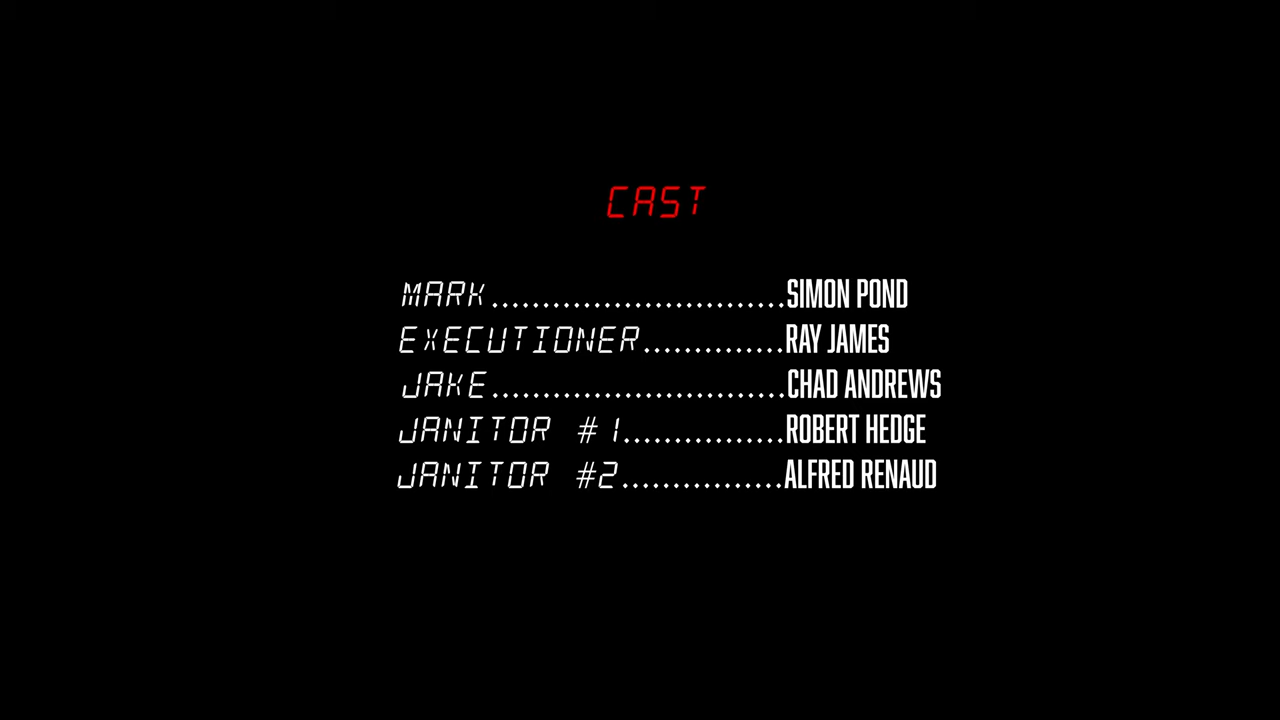 CAST
MARK.............................SIMON POND
EXECUTIONER..............RAY JAMES
JAKE.............................CHAD ANDREWS
JANITOR #1................ROBERT HEDGE
JANITOR #2................ALFRED RENAUD